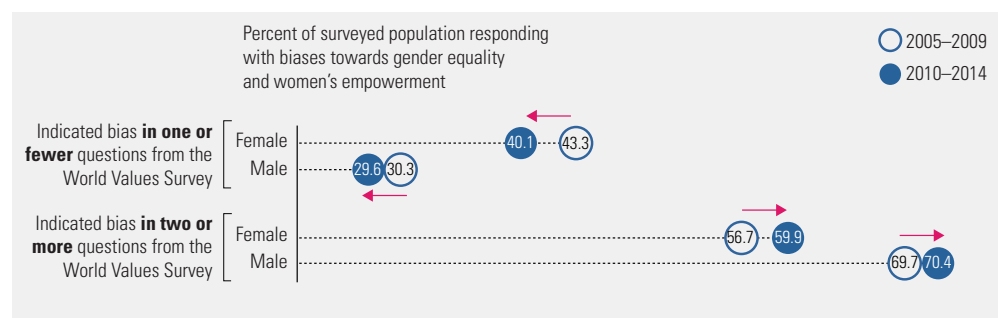 Percent of surveyed population responding
with biases towards gender equality
and women's empowerment
2005–2009
2010–2014
Indicated bias in one or
fewer questions from the
World Values Survey
Female
40.1 43.3
Male
29.6 30.3
Indicated bias in two or
more questions from the
World Values Survey
Female
56.7 59.9
Male
69.7 70.4